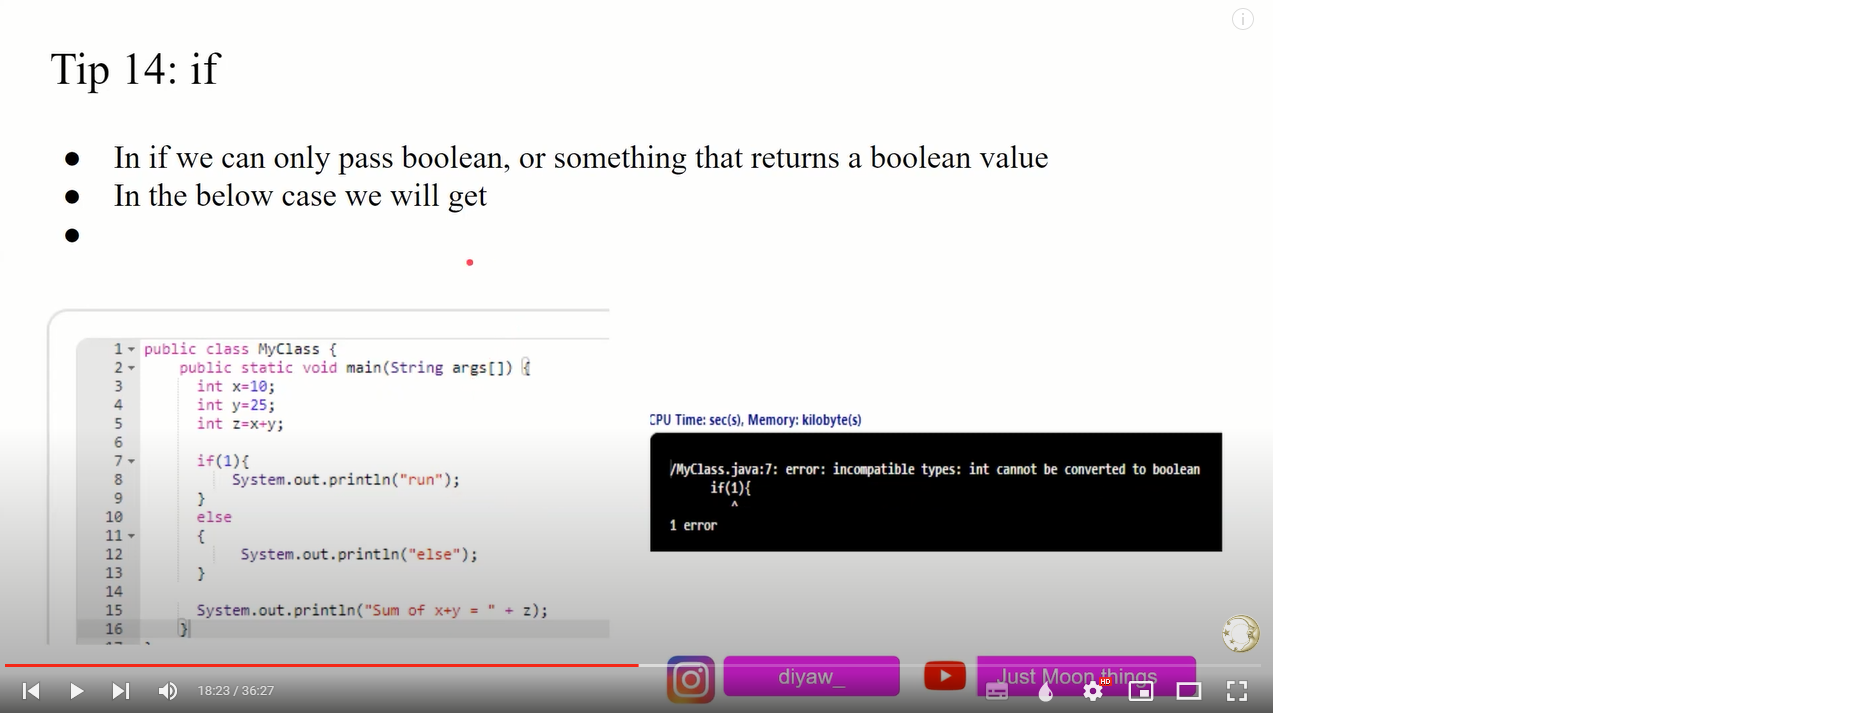 Tip 14: if
● In if we can only pass boolean, or something that returns a boolean value
● In the below case we will get
●
1 public class MyClass {
2 public static void main(String args[]) {
3 int x=10;
4 int y=25;
5 int z=x+y;
6
7 if(1){
8 System.out.println("run");
9 }
10 else
11 {
12 System.out.println("else");
13 }
14
15 System.out.println("Sum of x+y = " + z);
16 }
CPU Time: sec(s), Memory: kilobyte(s)
/MyClass.java:7: error: incompatible types: int cannot be converted to boolean
if(1){
^
1 error
diyaw_
Just Moon things
18:23 / 36:27
HD